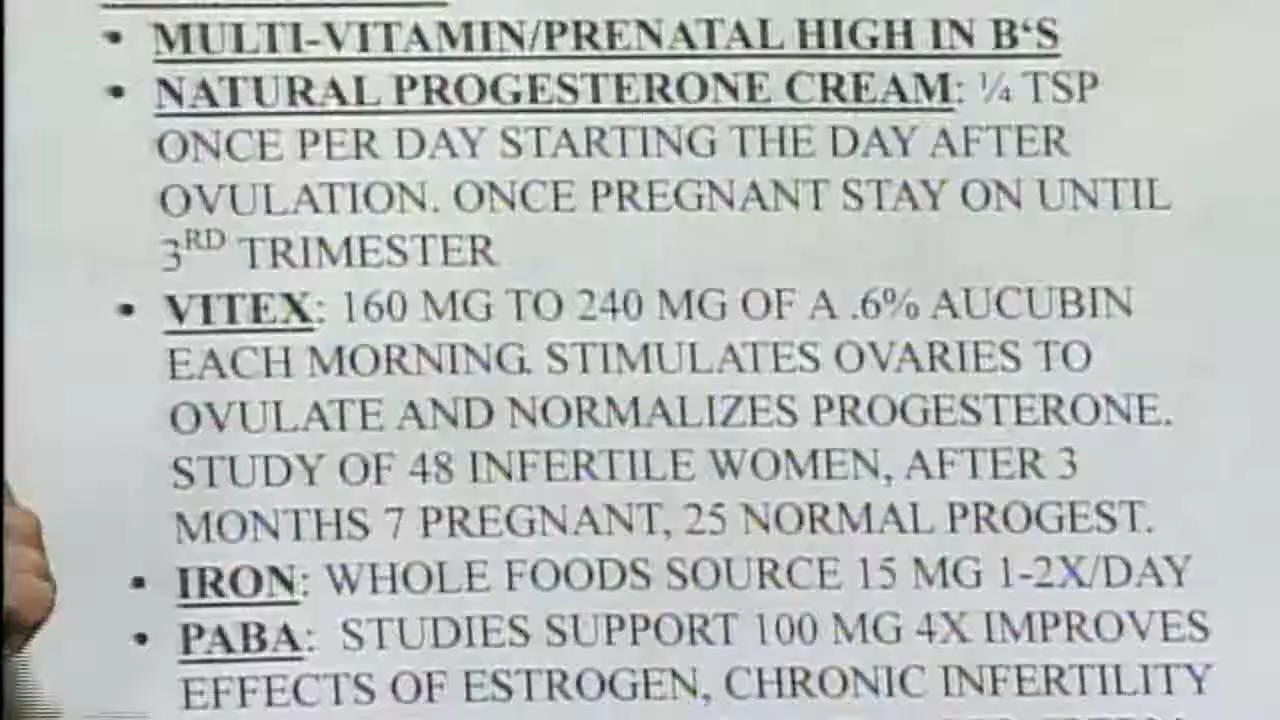 • MULTI-VITAMIN/PRENATAL HIGH IN B‘S
• NATURAL PROGESTERONE CREAM: ¼ TSP
ONCE PER DAY STARTING THE DAY AFTER
OVULATION. ONCE PREGNANT STAY ON UNTIL
3RD TRIMESTER
• VITEX: 160 MG TO 240 MG OF A .6% AUCUBIN
EACH MORNING. STIMULATES OVARIES TO
OVULATE AND NORMALIZES PROGESTERONE.
STUDY OF 48 INFERTILE WOMEN, AFTER 3
MONTHS 7 PREGNANT, 25 NORMAL PROGEST.
• IRON: WHOLE FOODS SOURCE 15 MG 1-2X/DAY
• PABA: STUDIES SUPPORT 100 MG 4X IMPROVES
EFFECTS OF ESTROGEN, CHRONIC INFERTILITY